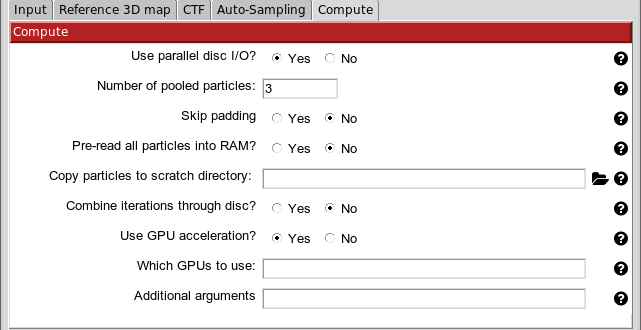 Input Reference 3D map CTF Auto-Sampling Compute
Compute
Use parallel disc I/O? Yes No ?
Number of pooled particles: 3 ?
Skip padding Yes No ?
Pre-read all particles into RAM? Yes No ?
Copy particles to scratch directory: ?
Combine iterations through disc? Yes No ?
Use GPU acceleration? Yes No ?
Which GPUs to use: ?
Additional arguments ?